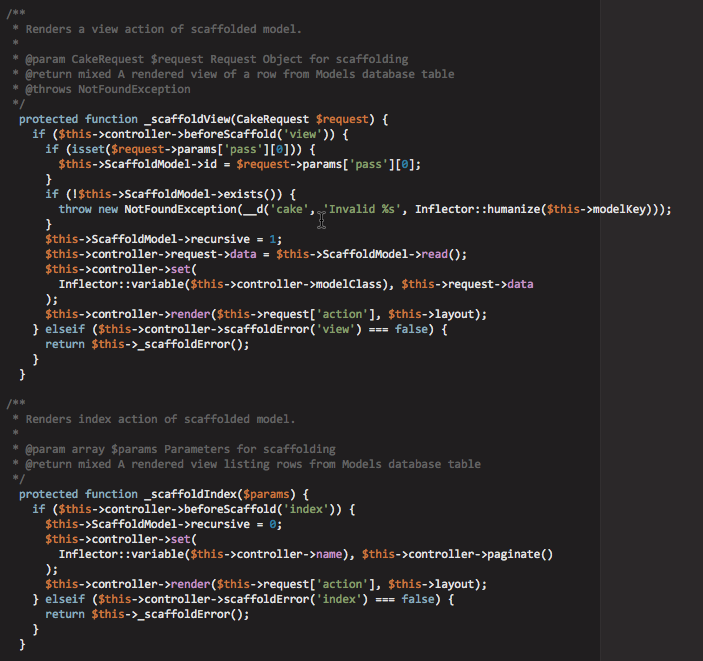 /**
 * Renders a view action of scaffolded model.
 *
 * @param CakeRequest $request Request Object for scaffolding
 * @return mixed A rendered view of a row from Models database table
 * @throws NotFoundException
 */
  protected function _scaffoldView(CakeRequest $request) {
    if ($this->controller->beforeScaffold('view')) {
      if (isset($request->params['pass'][0])) {
        $this->ScaffoldModel->id = $request->params['pass'][0];
      }
      if (!$this->ScaffoldModel->exists()) {
        throw new NotFoundException(__d('cake', 'Invalid %s', Inflector::humanize($this->modelKey)));
      }
      $this->ScaffoldModel->recursive = 1;
      $this->controller->request->data = $this->ScaffoldModel->read();
      $this->controller->set(
        Inflector::variable($this->controller->modelClass), $this->request->data
      );
      $this->controller->render($this->request['action'], $this->layout);
    } elseif ($this->controller->scaffoldError('view') === false) {
      return $this->_scaffoldError();
    }
  }

/**
 * Renders index action of scaffolded model.
 *
 * @param array $params Parameters for scaffolding
 * @return mixed A rendered view listing rows from Models database table
 */
  protected function _scaffoldIndex($params) {
    if ($this->controller->beforeScaffold('index')) {
      $this->ScaffoldModel->recursive = 0;
      $this->controller->set(
        Inflector::variable($this->controller->name), $this->controller->paginate()
      );
      $this->controller->render($this->request['action'], $this->layout);
    } elseif ($this->controller->scaffoldError('index') === false) {
      return $this->_scaffoldError();
    }
  }